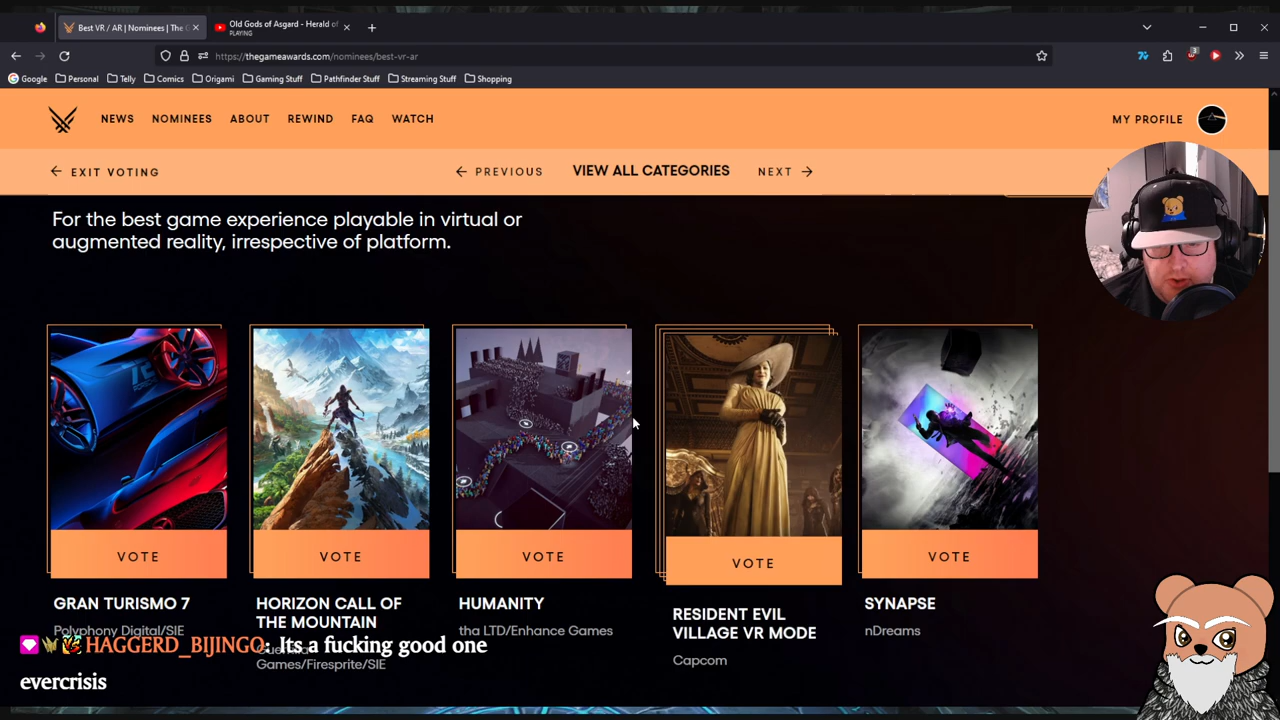 Best VR / AR | Nominees | The G
Old Gods of Asgard - Herald of
PLAYING
https://thegameawards.com/nominees/best-vr-ar
3
Google Personal Telly Comics Origami Gaming Stuff Pathfinder Stuff Streaming Stuff Shopping
NEWS NOMINEES ABOUT REWIND FAQ WATCH
MY PROFILE
EXIT VOTING
PREVIOUS VIEW ALL CATEGORIES NEXT
For the best game experience playable in virtual or
augmented reality, irrespective of platform.
VOTE VOTE VOTE VOTE VOTE
GRAN TURISMO 7
Polyphony Digital/SIE
HORIZON CALL OF
THE MOUNTAIN
Games/Firesprite/SIE
HUMANITY
tha LTD/Enhance Games
RESIDENT EVIL
VILLAGE VR MODE
Capcom
SYNAPSE
nDreams
HAGGERD_BIJINGO: Its a fucking good one
evercrisis